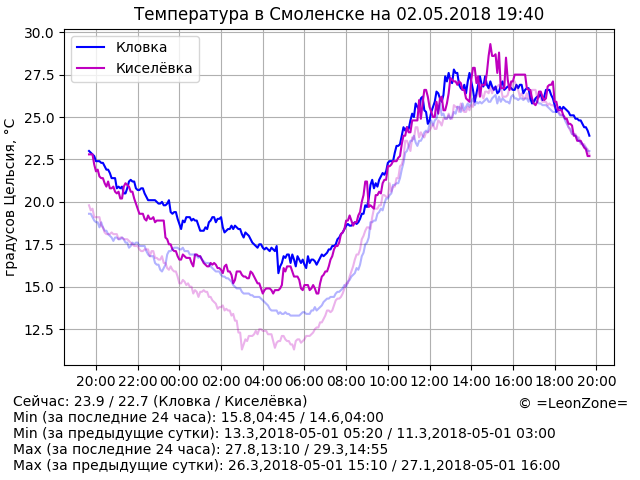 Температура в Смоленске на 02.05.2018 19:40
Кловка
Киселёвка
градусов Цельсия, °C
30.0
27.5
25.0
22.5
20.0
17.5
15.0
12.5
20:00 22:00 00:00 02:00 04:00 06:00 08:00 10:00 12:00 14:00 16:00 18:00 20:00
Сейчас: 23.9 / 22.7 (Кловка / Киселёвка)
© =LeonZone=
Min (за последние 24 часа): 15.8,04:45 / 14.6,04:00
Min (за предыдущие сутки): 13.3,2018-05-01 05:20 / 11.3,2018-05-01 03:00
Max (за последние 24 часа): 27.8,13:10 / 29.3,14:55
Max (за предыдущие сутки): 26.3,2018-05-01 15:10 / 27.1,2018-05-01 16:00